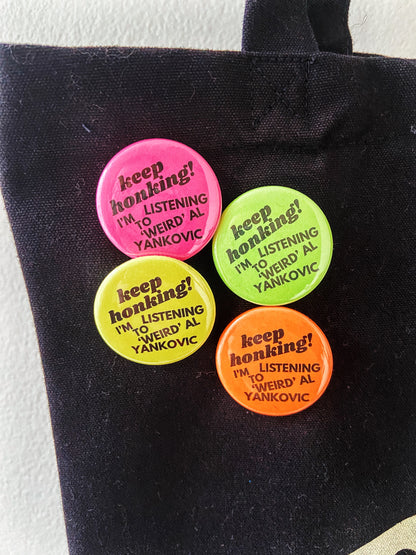 keep
honking!
I'M LISTENING
TO
'WEIRD' AL
YANKOVIC
keep
honking!
I'M LISTENING
TO
'WEIRD' AL
YANKOVIC
keep
honking!
I'M LISTENING
TO
'WEIRD' AL
YANKOVIC
keep
honking!
I'M LISTENING
TO
'WEIRD' AL
YANKOVIC